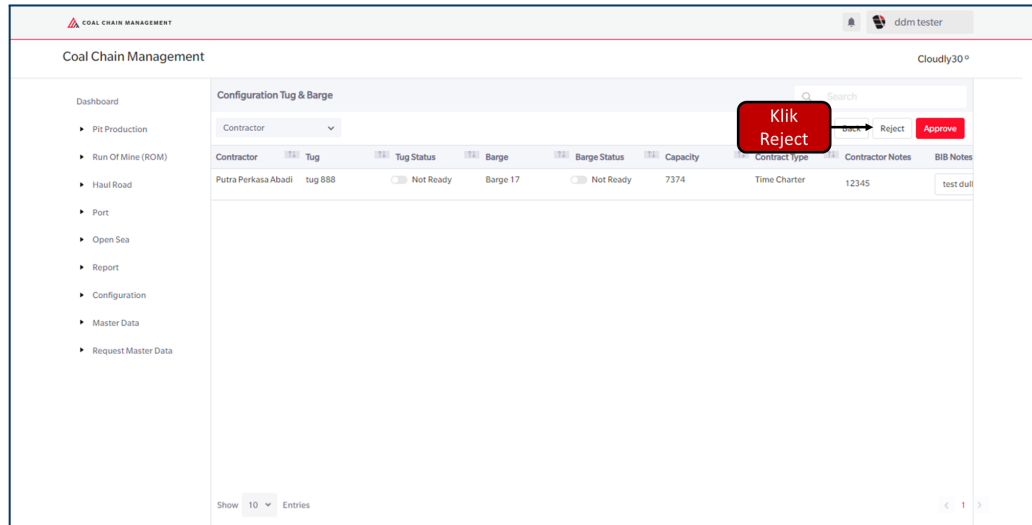 COAL CHAIN MANAGEMENT
ddm tester
Coal Chain Management
Cloudly30°
Dashboard
Pit Production
Run Of Mine (ROM)
Haul Road
Port
Open Sea
Report
Configuration
Master Data
Request Master Data
Configuration Tug & Barge
Search
Contractor
Klik
Reject
Back
Reject
Approve
Contractor Tug Tug Status Barge Barge Status Capacity Contract Type Contractor Notes BIB Notes
Putra Perkasa Abadi tug 888 Not Ready Barge 17 Not Ready 7374 Time Charter 12345 test dull
Show 10 Entries
1